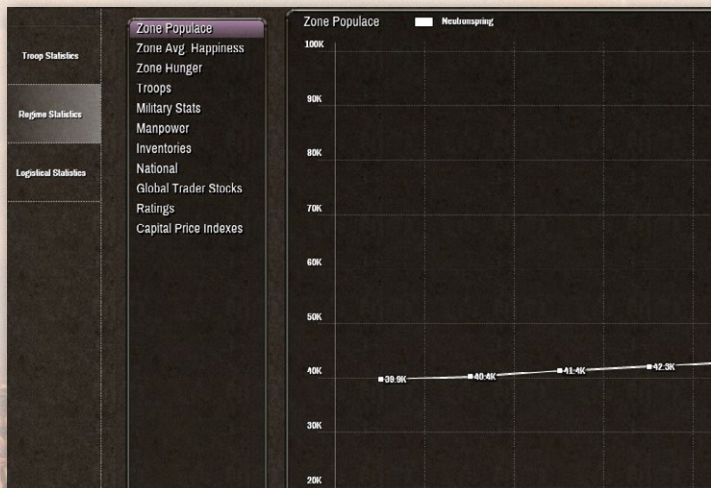 Troop Statistics
Regime Statistics
Logistical Statistics
Zone Populace
Zone Avg. Happiness
Zone Hunger
Troops
Military Stats
Manpower
Inventories
National
Global Trader Stocks
Ratings
Capital Price Indexes
Zone Populace
Neutronspring
100K
90K
80K
70K
60K
50K
40K
30K
20K
39.9K
40.4K
41.4K
42.3K